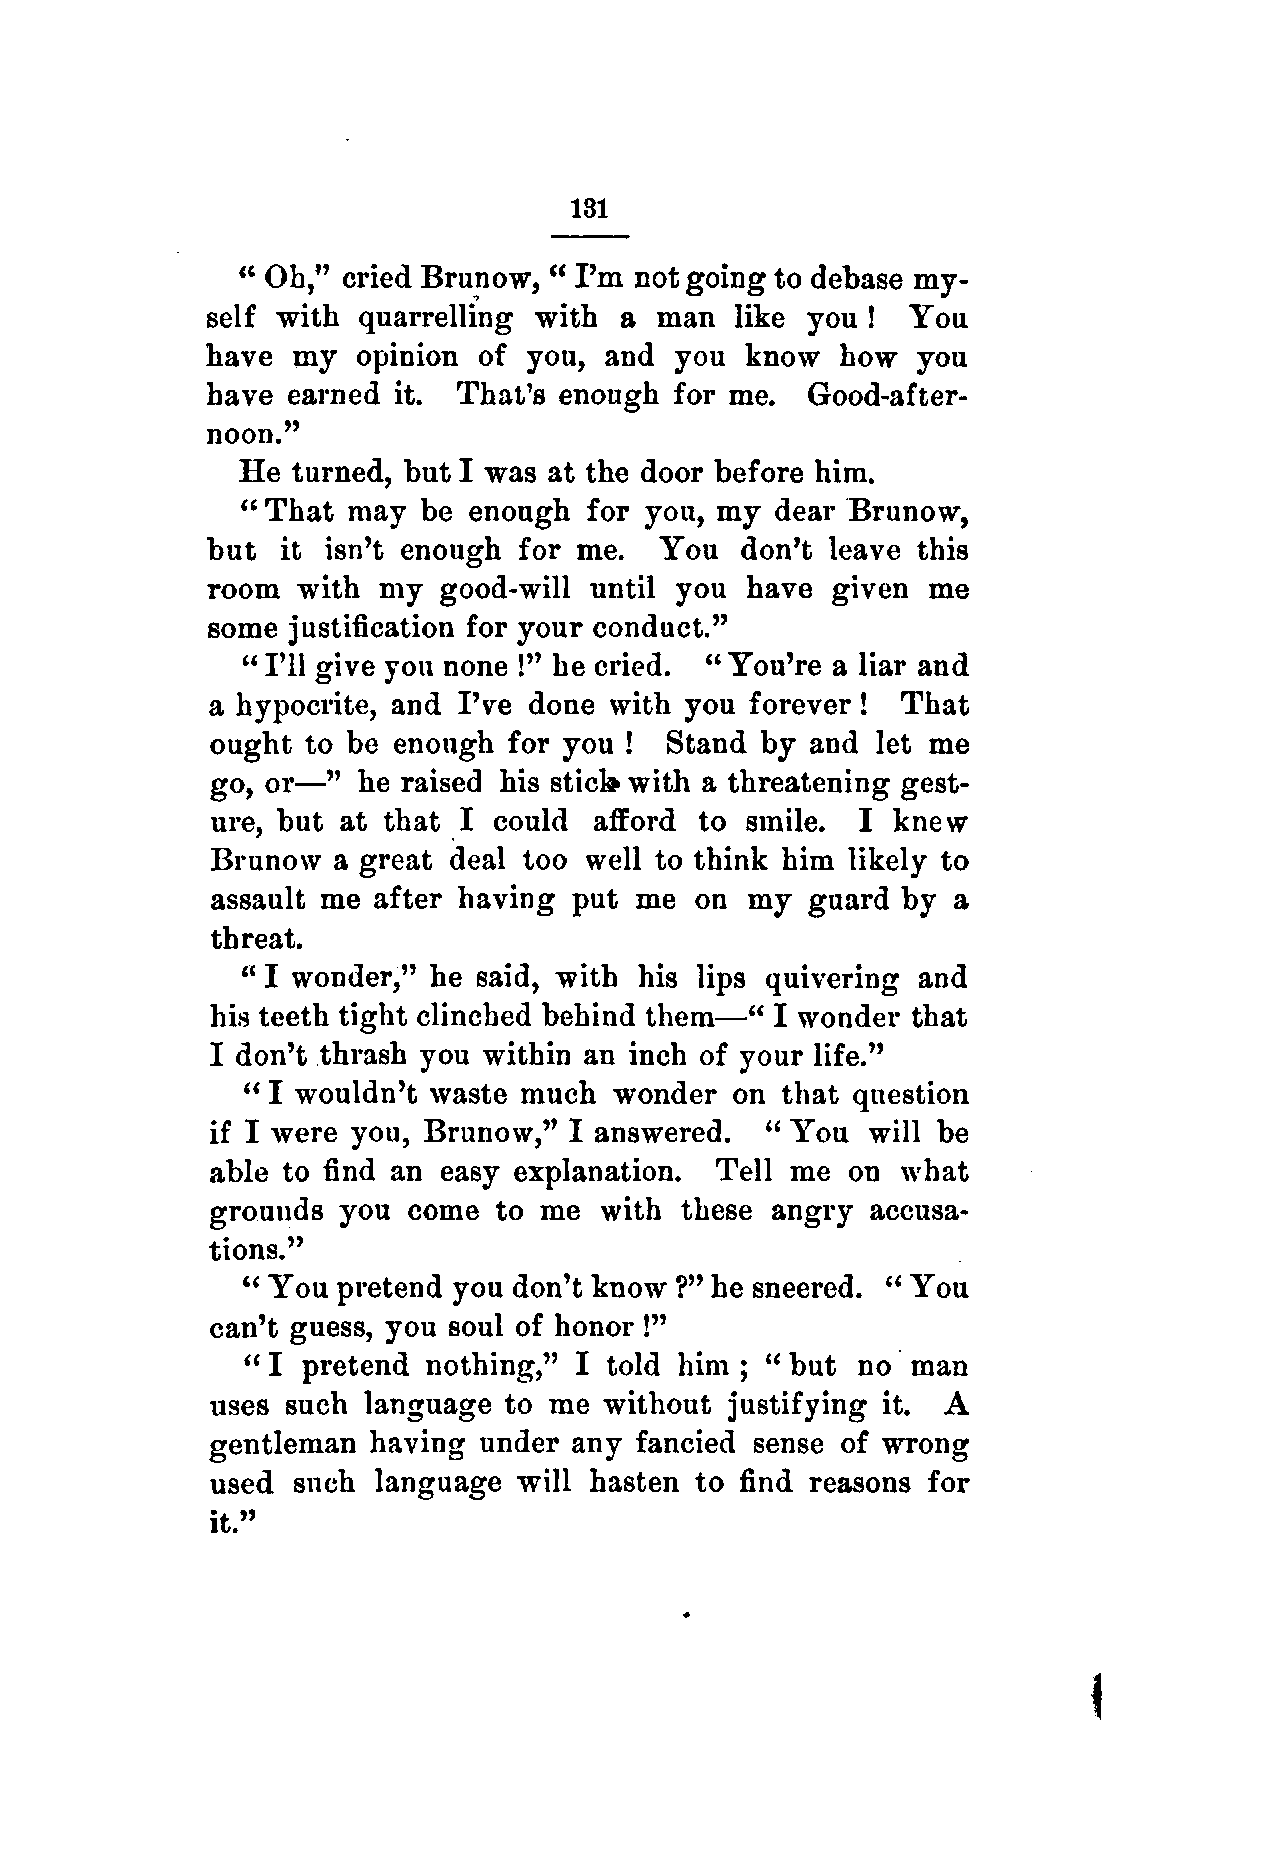 131
“ Oh,” cried Brunow, “ I’m not going to debase my-
self with quarrelling with a man like you ! You
have my opinion of you, and you know how you
have earned it. That’s enough for me. Good-after-
noon.”
He turned, but I was at the door before him.
“ That may be enough for you, my dear Brunow,
but it isn’t enough for me. You don’t leave this
room with my good-will until you have given me
some justification for your conduct.”
“ I’ll give you none !” he cried. “ You’re a liar and
a hypocrite, and I’ve done with you forever ! That
ought to be enough for you ! Stand by and let me
go, or—” he raised his stick with a threatening gest-
ure, but at that I could afford to smile. I knew
Brunow a great deal too well to think him likely to
assault me after having put me on my guard by a
threat.
“ I wonder,” he said, with his lips quivering and
his teeth tight clinched behind them—“ I wonder that
I don’t thrash you within an inch of your life.”
“ I wouldn’t waste much wonder on that question
if I were you, Brunow,” I answered. “ You will be
able to find an easy explanation. Tell me on what
grounds you come to me with these angry accusa-
tions.”
“ You pretend you don’t know ?” he sneered. “ You
can’t guess, you soul of honor !”
“ I pretend nothing,” I told him ; “ but no man
uses such language to me without justifying it. A
gentleman having under any fancied sense of wrong
used such language will hasten to find reasons for
it.”